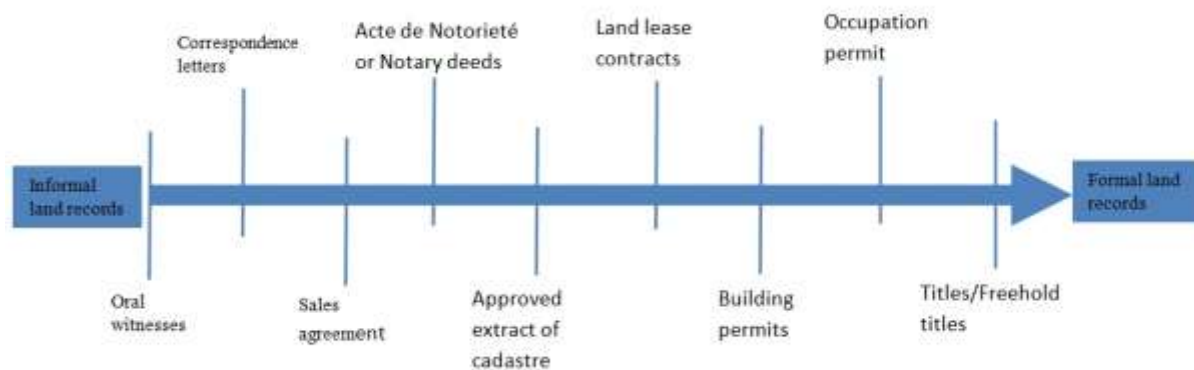 Correspondence
letters
Acte de Notorieté
or Notary deeds
Land lease
contracts
Occupation
permit
Informal
land records
Formal land
records
Oral
witnesses
Sales
agreement
Approved
extract of
cadastre
Building
permits
Titles/Freehold
titles